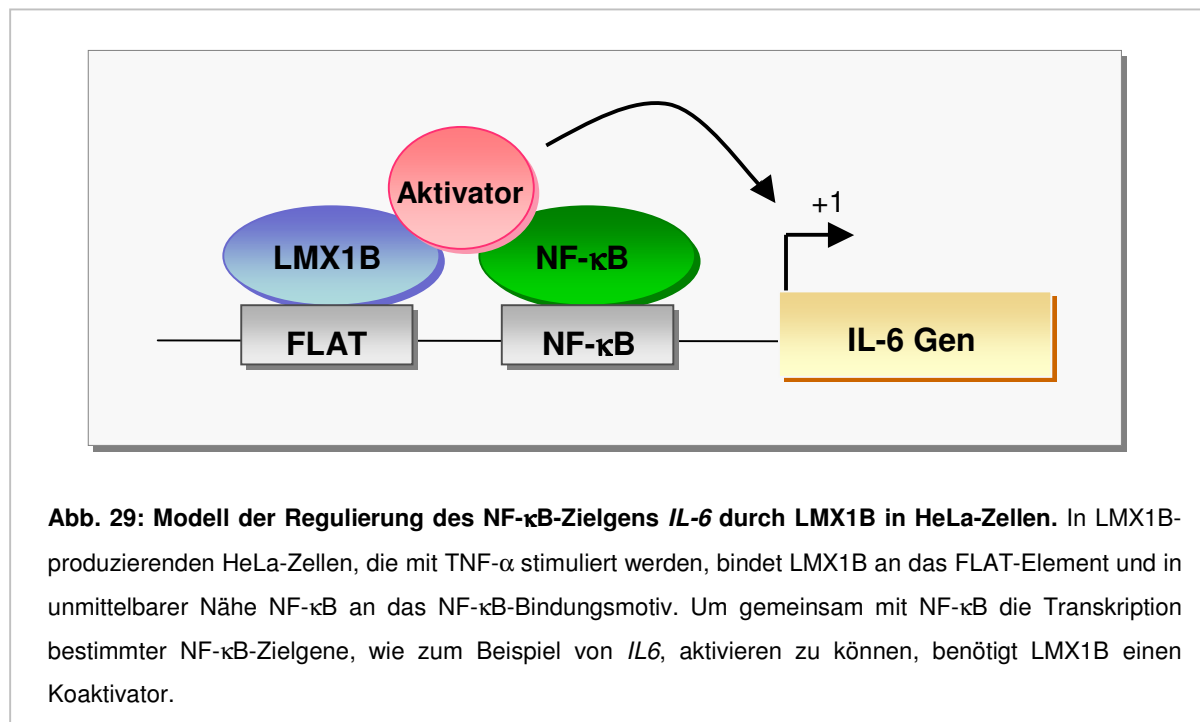 Aktivator
+1
LMX1B
NF-κB
FLAT
NF-κB
IL-6 Gen
Abb. 29: Modell der Regulierung des NF-κB-Zielgens IL-6 durch LMX1B in HeLa-Zellen. In LMX1B-
produzierenden HeLa-Zellen, die mit TNF-α stimuliert werden, bindet LMX1B an das FLAT-Element und in
unmittelbarer Nähe NF-κB an das NF-κB-Bindungsmotiv. Um gemeinsam mit NF-κB die Transkription
bestimmter NF-κB-Zielgene, wie zum Beispiel von IL6, aktivieren zu können, benötigt LMX1B einen
Koaktivator.